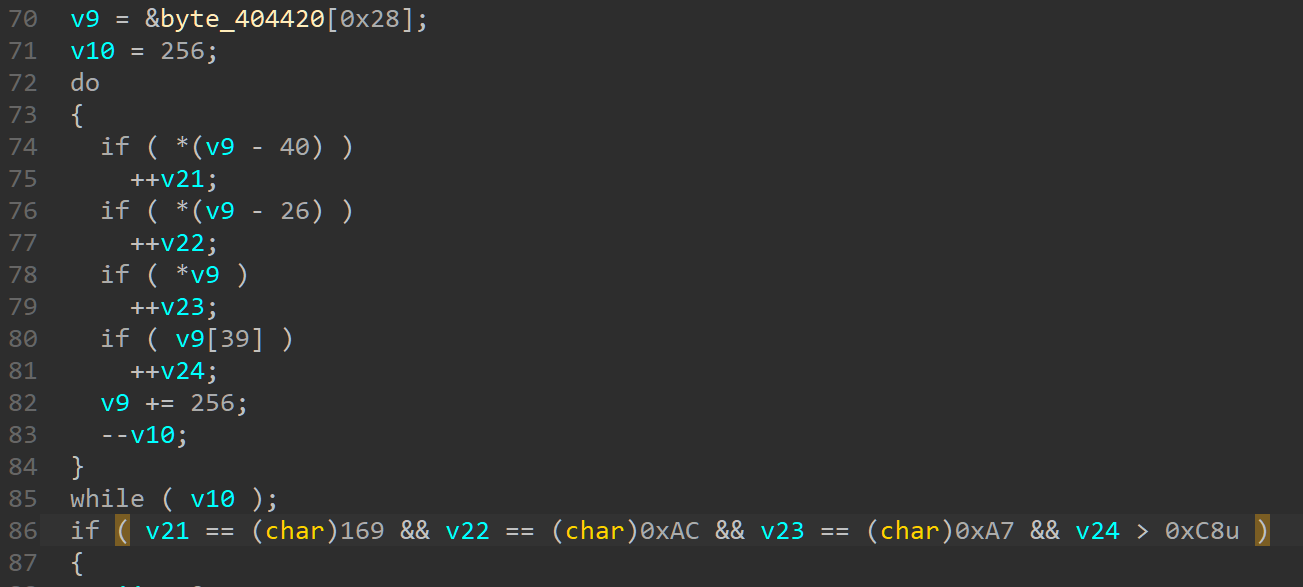 70 v9 = &byte_404420[0x28];
71 v10 = 256;
72 do
73 {
74 if ( *(v9 - 40) )
75 ++v21;
76 if ( *(v9 - 26) )
77 ++v22;
78 if ( *v9 )
79 ++v23;
80 if ( v9[39] )
81 ++v24;
82 v9 += 256;
83 --v10;
84 }
85 while ( v10 );
86 if ( v21 == (char)169 && v22 == (char)0xAC && v23 == (char)0xA7 && v24 > 0xC8u )
87 {